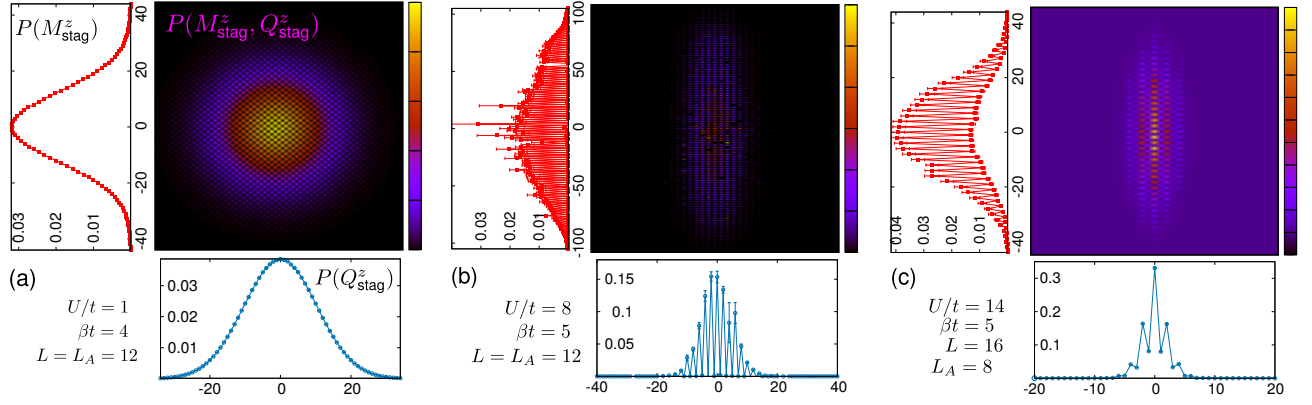 P(M^z_stag)
P(M^z_stag, Q^z_stag)
40
20
0
-20
-40
0.03
0.02
0.01
(a)
U/t = 1
βt = 4
L = L_A = 12
P(Q^z_stag)
0.03
0.02
0.01
-20
0
20
100
50
0
-50
-100
0.03
0.02
0.01
(b)
U/t = 8
βt = 5
L = L_A = 12
0.15
0.1
0.05
-40
-20
0
20
40
40
20
0
-20
-40
0.04
0.03
0.02
0.01
(c)
U/t = 14
βt = 5
L = 16
L_A = 8
0.3
0.2
0.1
-20
-10
0
10
20